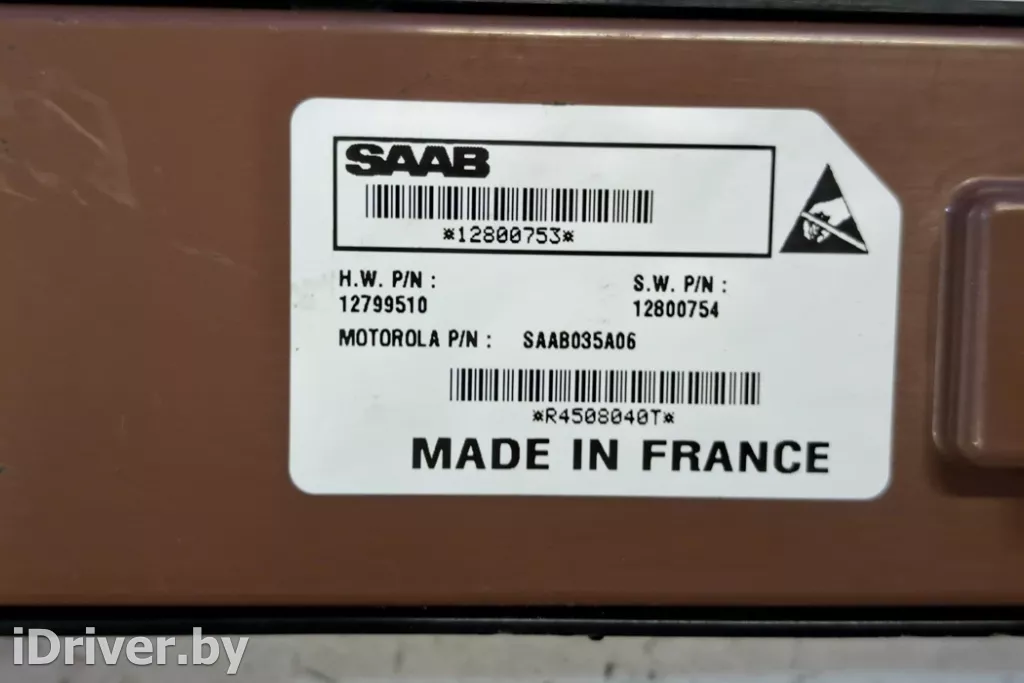 SAAB
*12800753*
H.W. P/N :
12799510
S.W. P/N :
12800754
MOTOROLA P/N : SAAB035A06
*R4508040T*
MADE IN FRANCE
iDriver.by